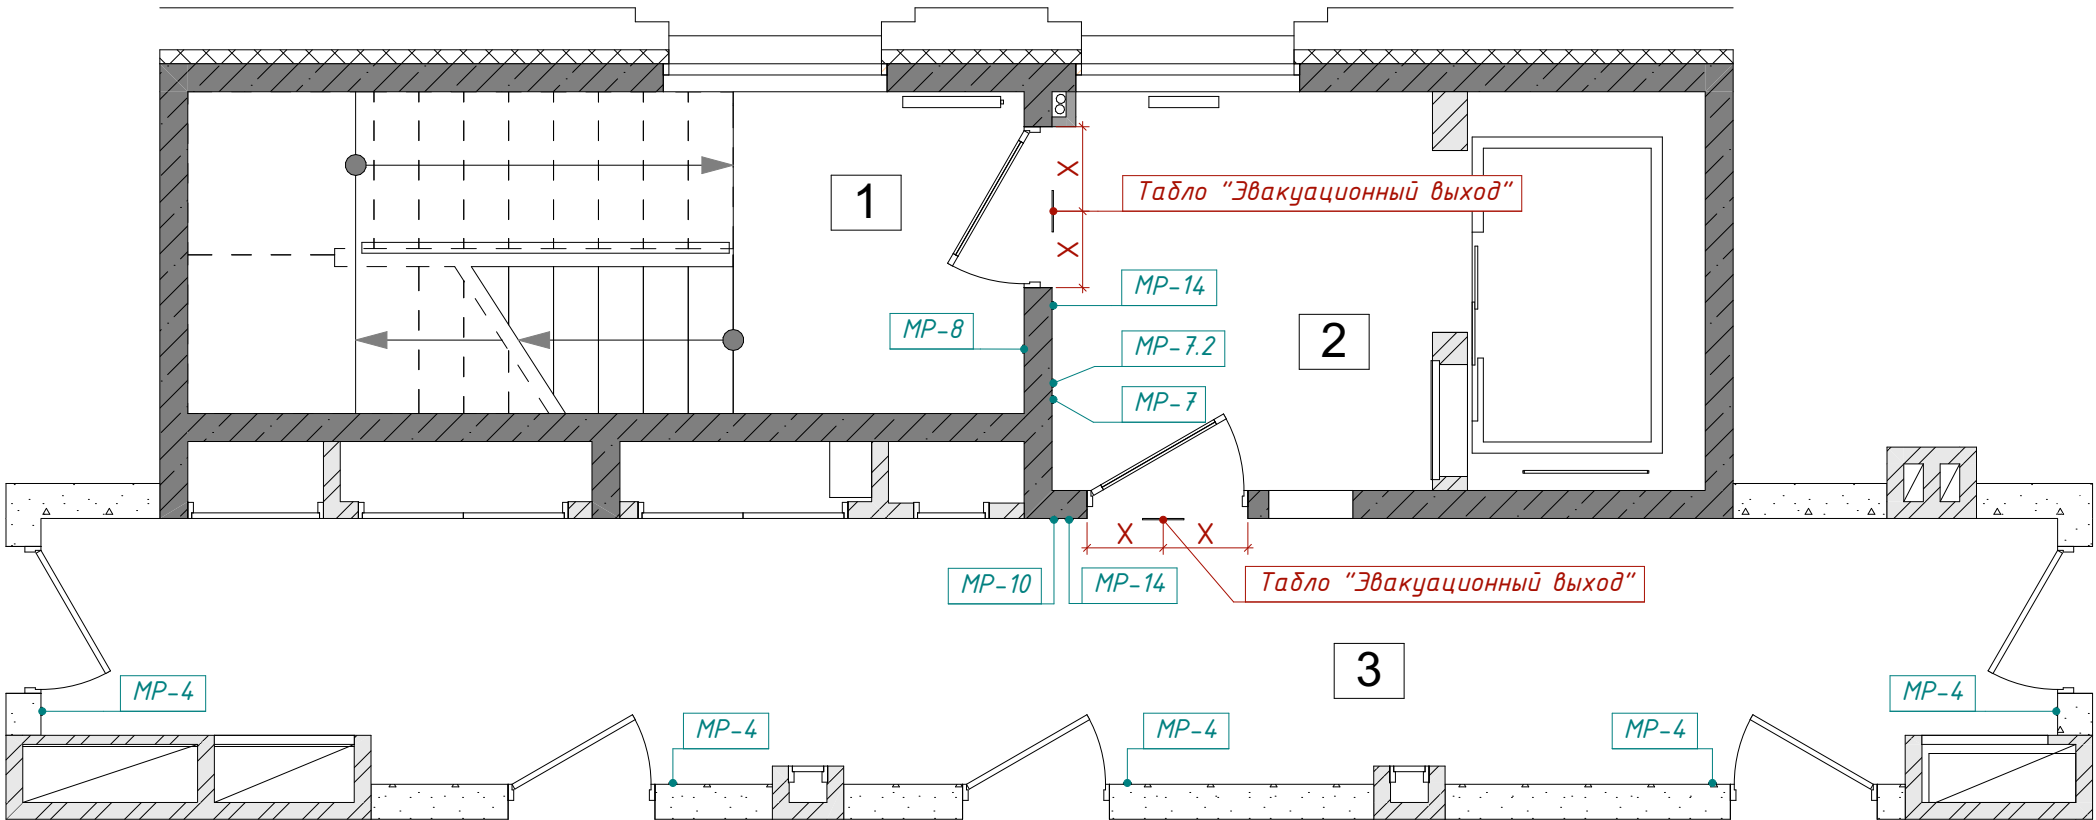 X
1
Табло "Эвакуационный выход"
X
МР-14
МР-8
2
МР-7.2
МР-7
X
X
МР-10
МР-14
Табло "Эвакуационный выход"
3
МР-4
МР-4
МР-4
МР-4
МР-4